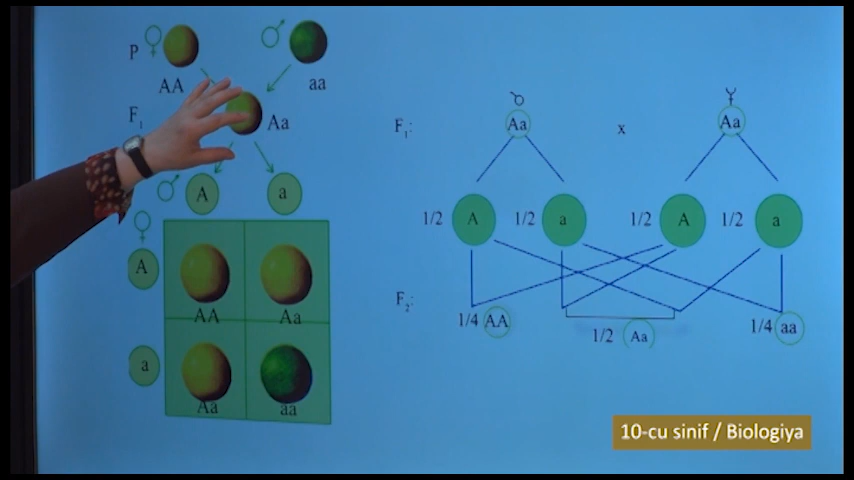 P ♀ ♂
AA aa
F₁ Aa
♂ A a
♀
A
AA Aa
a
Aa aa
F₁: Aa x Aa
1/2 A 1/2 a 1/2 A 1/2 a
F₂:
1/4 AA 1/2 Aa 1/4 aa
10-cu sinif / Biologiya